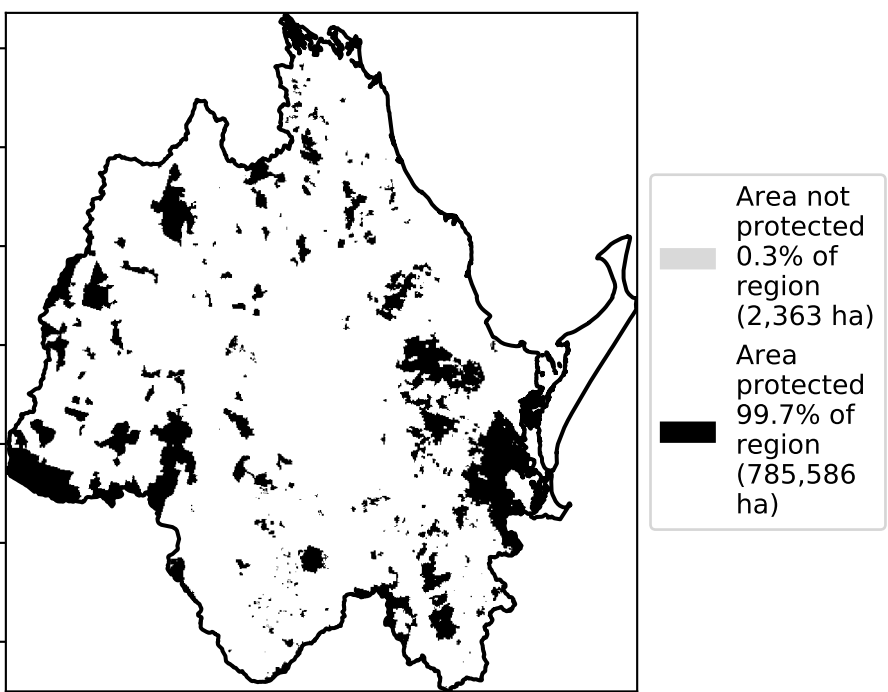 Area not
protected
0.3% of
region
(2,363 ha)
Area
protected
99.7% of
region
(785,586
ha)